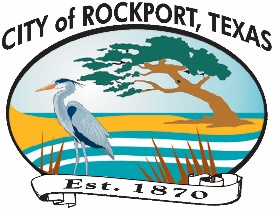 CITY of ROCKPORT, TEXAS
Est. 1870